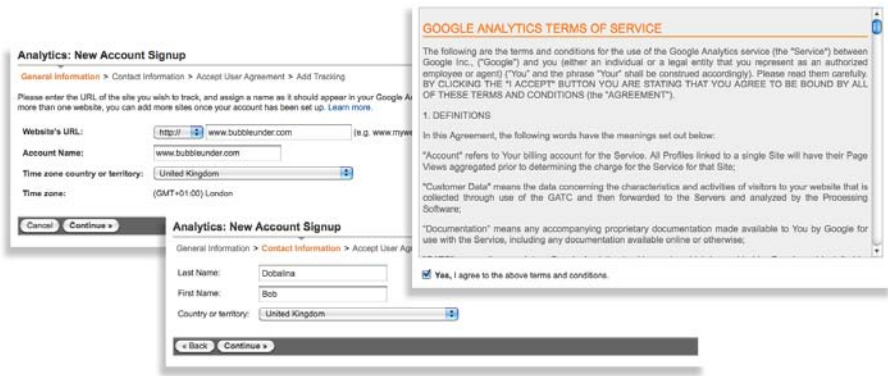 Analytics: New Account Signup
General Information > Contact Information > Accept User Agreement > Add Tracking
Please enter the URL of the site you wish to track, and assign a name as it should appear in your Google An
more than one website, you can add more sites once your account has been set up. Learn more.
Website's URL: http:// www.bubbleunder.com (e.g. www.mywe
Account Name: www.bubbleunder.com
Time zone country or territory: United Kingdom
Time zone: (GMT+01:00) London
Cancel Continue »
Analytics: New Account Signup
General Information > Contact Information > Accept User Agr
Last Name: Dobalina
First Name: Bob
Country or territory: United Kingdom
« Back Continue »
GOOGLE ANALYTICS TERMS OF SERVICE
The following are the terms and conditions for the use of the Google Analytics service (the "Service") between
Google Inc., ("Google") and you (either an individual or a legal entity that you represent as an authorized
employee or agent) ("You" and the phrase "Your" shall be construed accordingly). Please read them carefully.
BY CLICKING THE "I ACCEPT" BUTTON YOU ARE STATING THAT YOU AGREE TO BE BOUND BY ALL
OF THESE TERMS AND CONDITIONS (the "AGREEMENT").
1. DEFINITIONS
In this Agreement, the following words have the meanings set out below:
"Account" refers to Your billing account for the Service. All Profiles linked to a single Site will have their Page
Views aggregated prior to determining the charge for the Service for that Site;
"Customer Data" means the data concerning the characteristics and activities of visitors to your website that is
collected through use of the GATC and then forwarded to the Servers and analyzed by the Processing
Software;
"Documentation" means any accompanying proprietary documentation made available to You by Google for
use with the Service, including any documentation available online or otherwise;
Yes, I agree to the above terms and conditions.